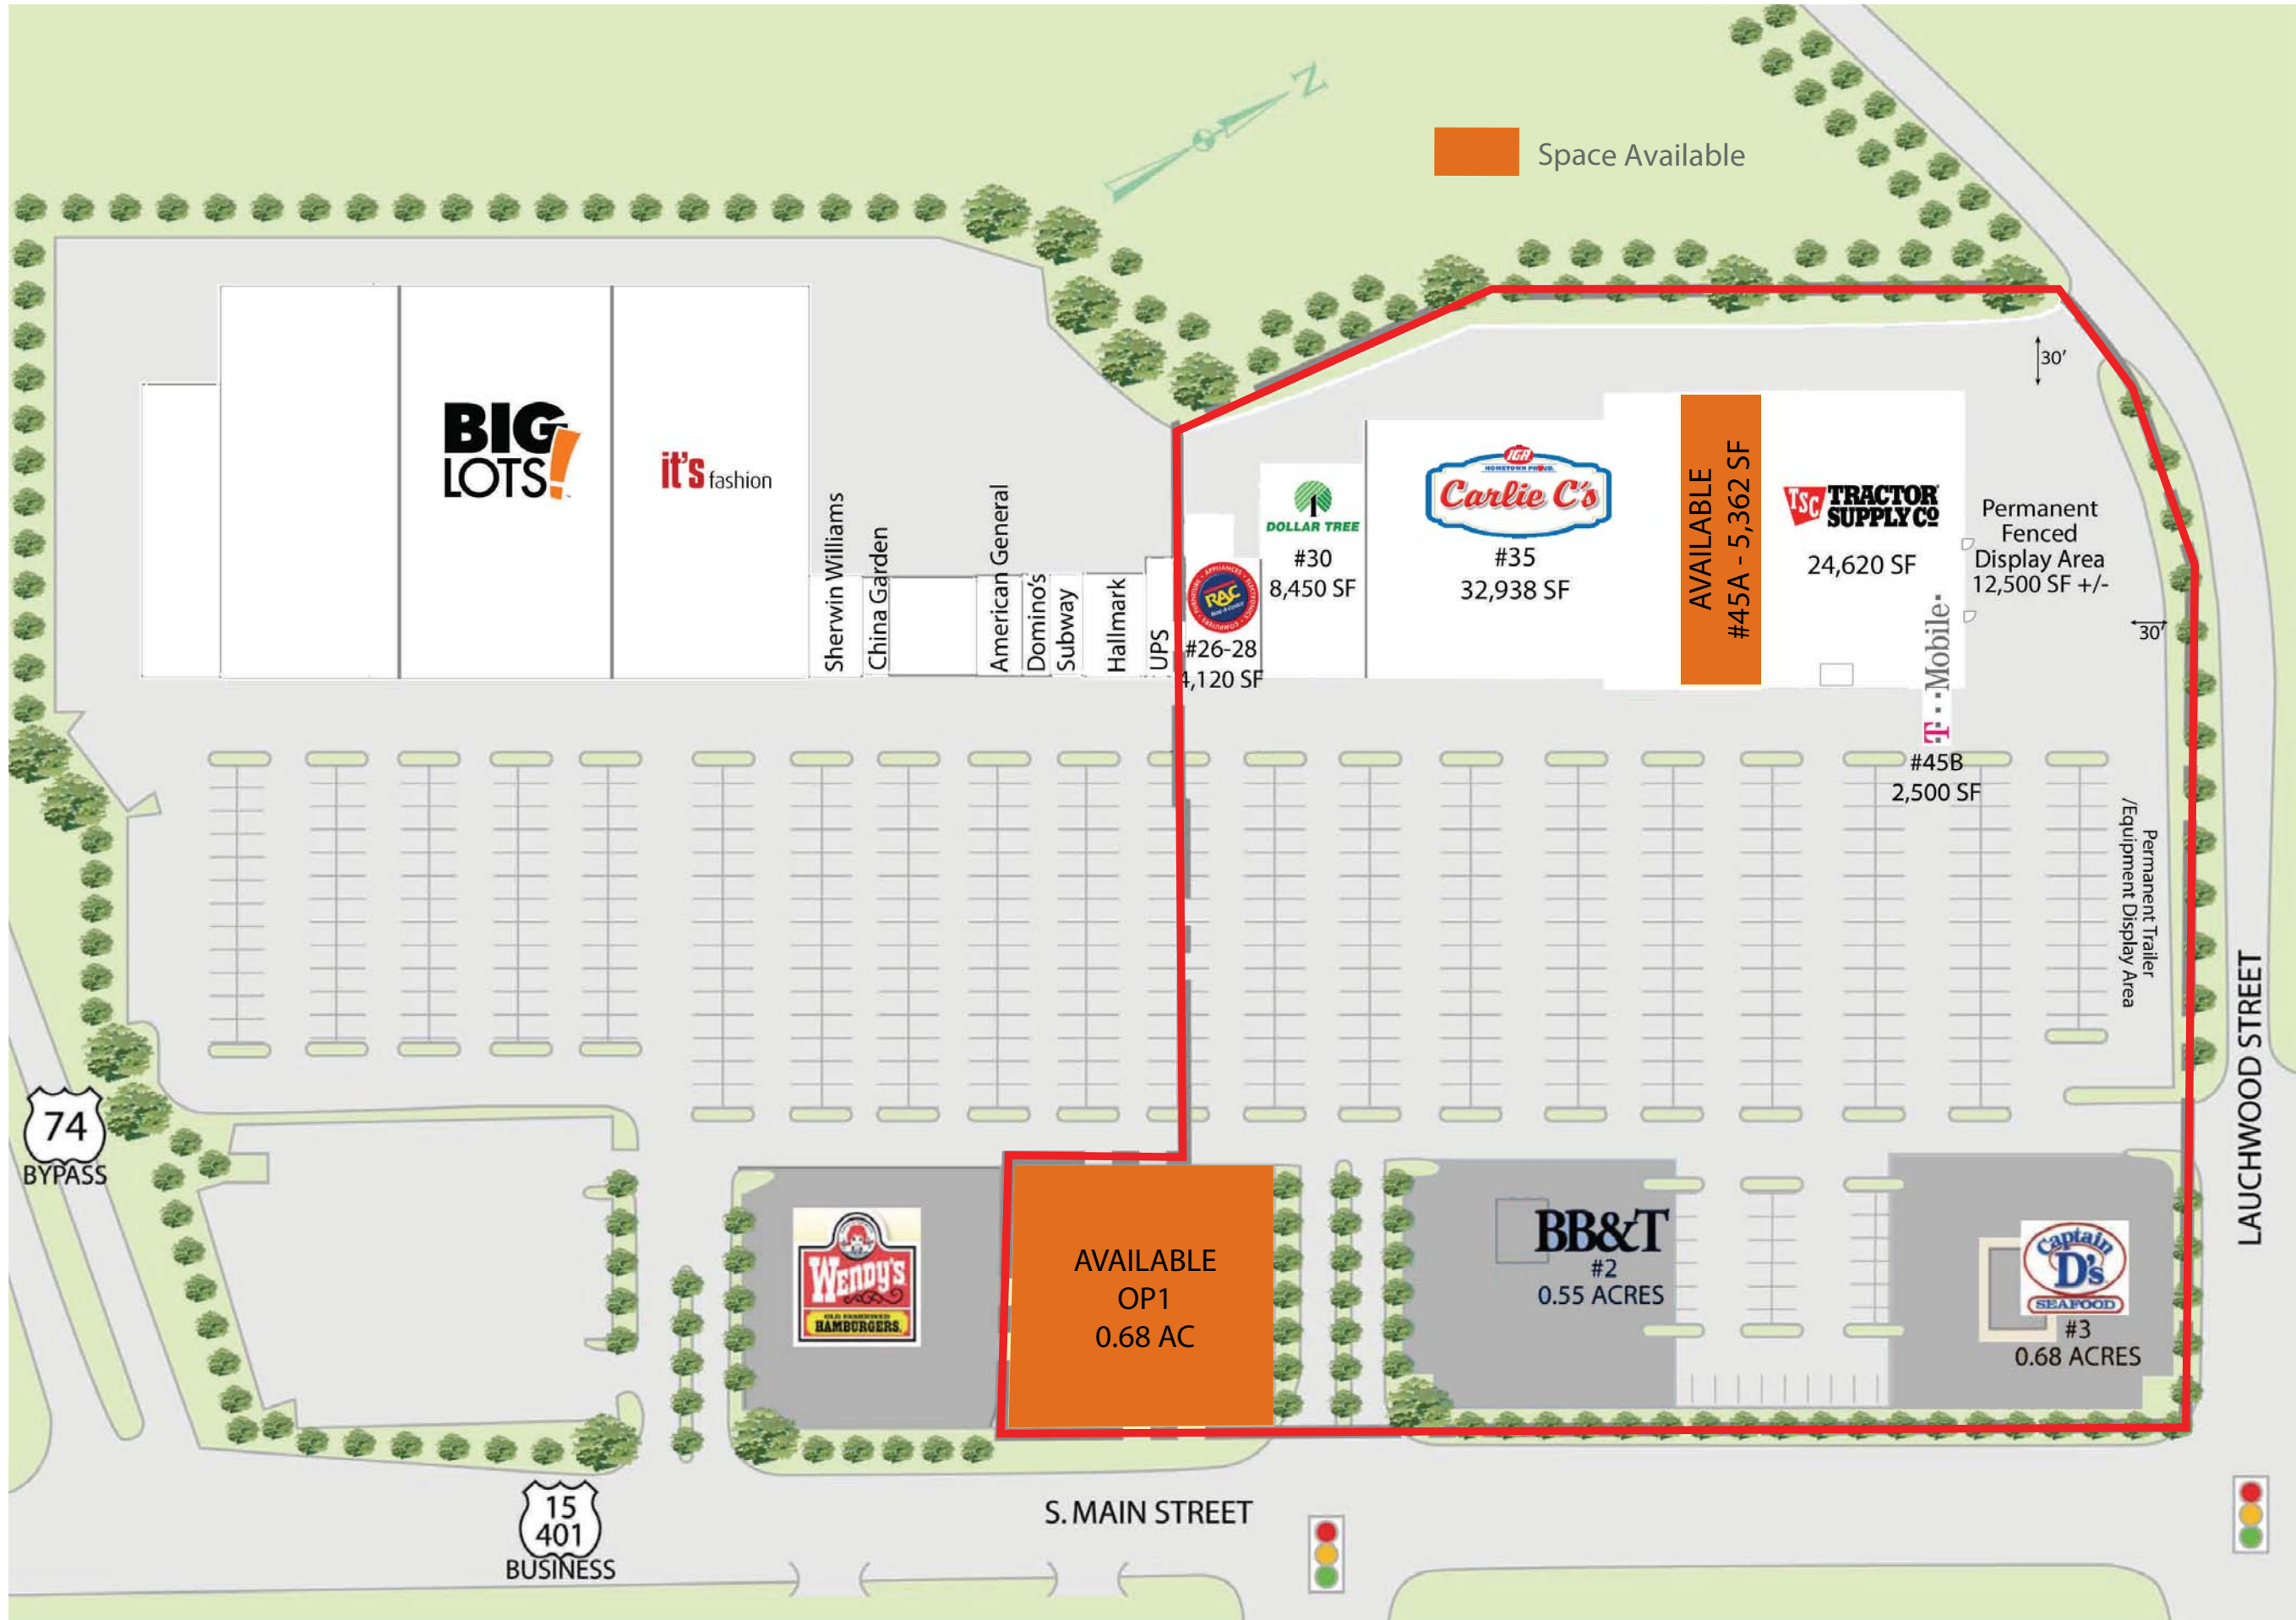 N
Space Available
BIG
LOTS!
it's fashion
Sherwin Williams
China Garden
American General
Domino's
Subway
Hallmark
UPS
RAC
#26-28
4,120 SF
DOLLAR TREE
#30
8,450 SF
IGA
HOMETOWN PROUD
Carlie C's
#35
32,938 SF
AVAILABLE
#45A - 5,362 SF
TSC TRACTOR
SUPPLY CO
24,620 SF
Permanent
Fenced
Display Area
12,500 SF +/-
30'
30'
T··Mobile·
#45B
2,500 SF
Permanent Trailer
/Equipment Display Area
LAUCHWOOD STREET
74
BYPASS
WENDY'S
OLD FASHIONED
HAMBURGERS.
AVAILABLE
OP1
0.68 AC
BB&T
#2
0.55 ACRES
Captain
D's
SEAFOOD
#3
0.68 ACRES
15
401
BUSINESS
S. MAIN STREET